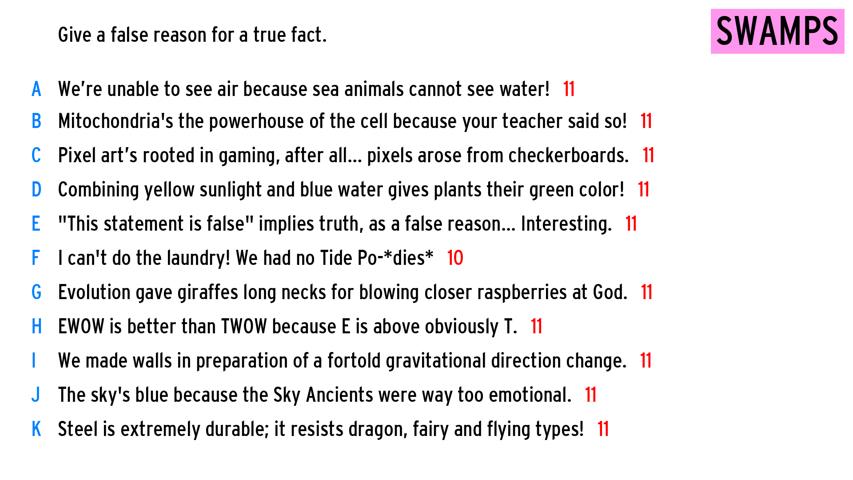 Give a false reason for a true fact.
SWAMPS
A We're unable to see air because sea animals cannot see water! 11
B Mitochondria's the powerhouse of the cell because your teacher said so! 11
C Pixel art's rooted in gaming, after all... pixels arose from checkerboards. 11
D Combining yellow sunlight and blue water gives plants their green color! 11
E "This statement is false" implies truth, as a false reason... Interesting. 11
F I can't do the laundry! We had no Tide Po-*dies* 10
G Evolution gave giraffes long necks for blowing closer raspberries at God. 11
H EWOW is better than TWOW because E is above obviously T. 11
I We made walls in preparation of a fortold gravitational direction change. 11
J The sky's blue because the Sky Ancients were way too emotional. 11
K Steel is extremely durable; it resists dragon, fairy and flying types! 11